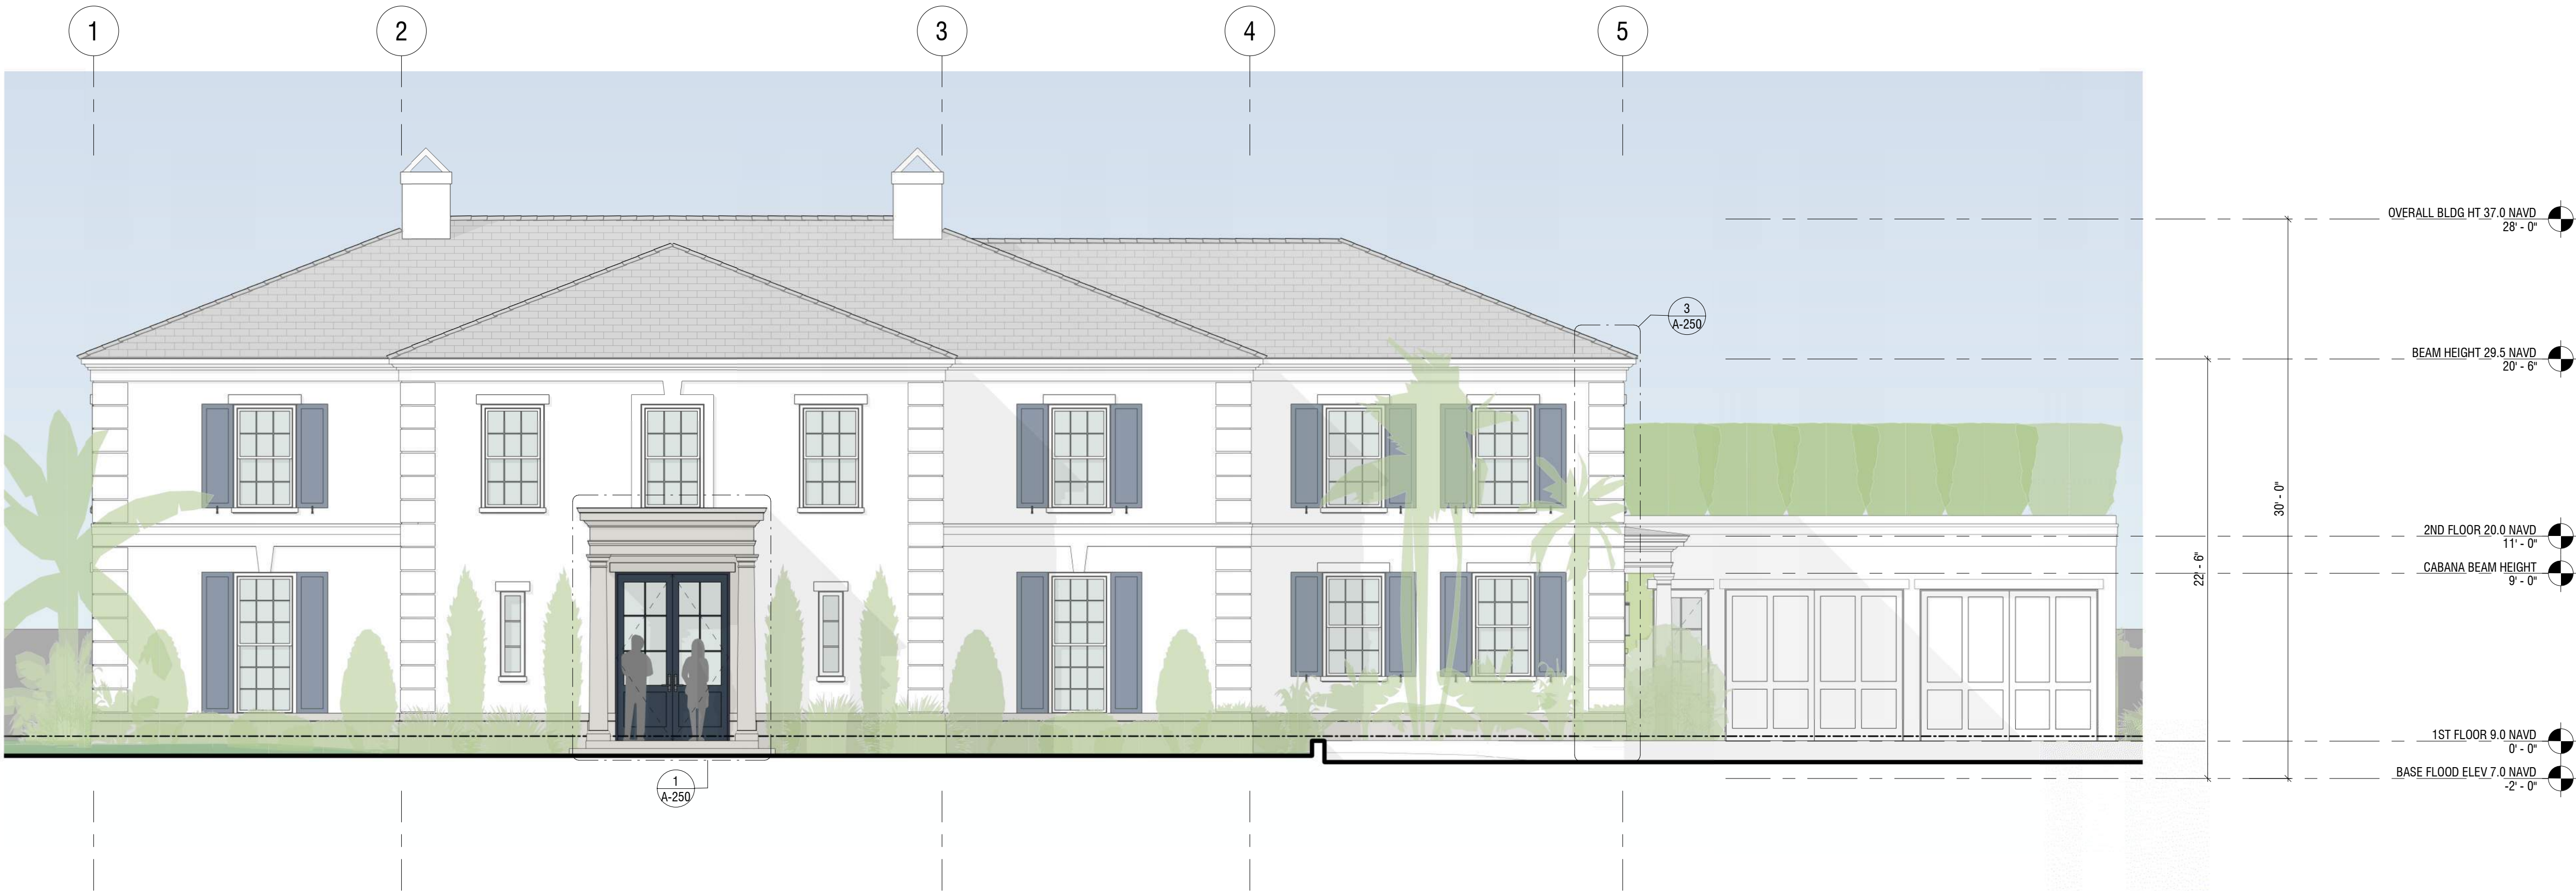 1
2
3
4
5
OVERALL BLDG HT 37.0 NAVD
28' - 0"
3
A-250
BEAM HEIGHT 29.5 NAVD
20' - 6"
30' - 0"
2ND FLOOR 20.0 NAVD
11' - 0"
22' - 6"
CABANA BEAM HEIGHT
9' - 0"
1ST FLOOR 9.0 NAVD
0' - 0"
BASE FLOOD ELEV 7.0 NAVD
-2' - 0"
1
A-250